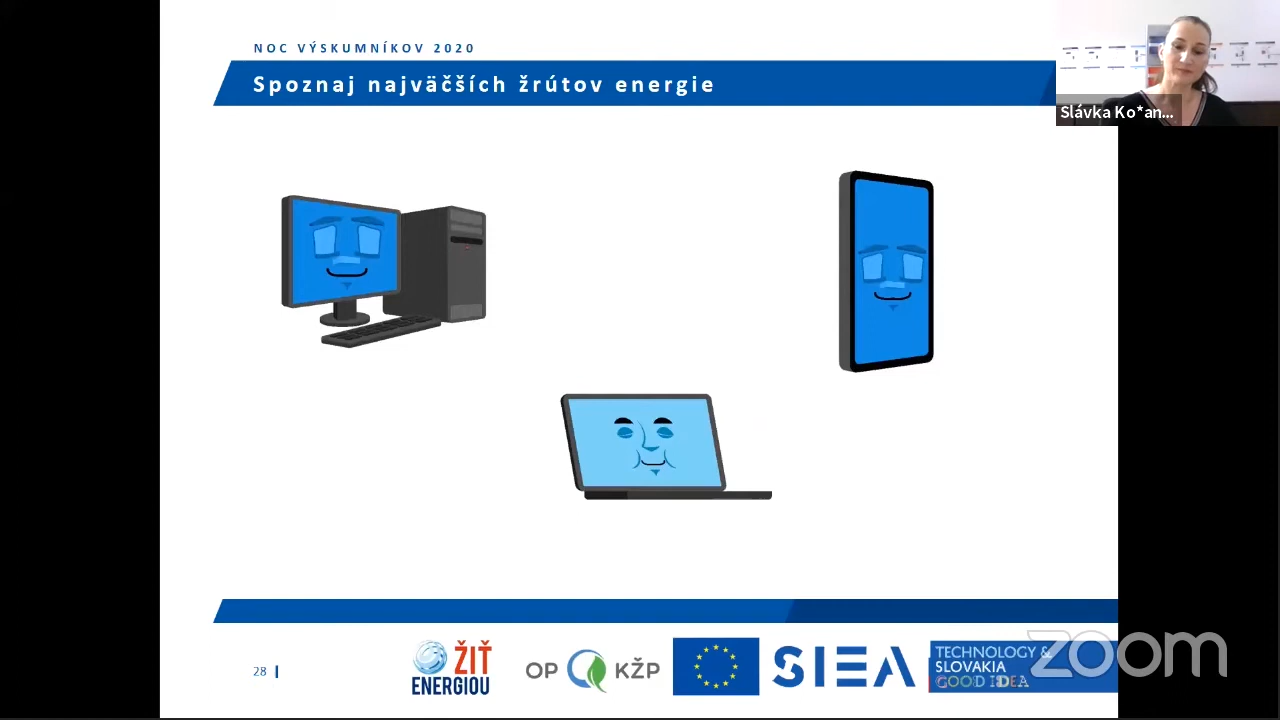 NOC VÝSKUMNÍKOV 2020
Spoznaj najväčších žrútov energie
Slávka Ko*an...
28
ŽIŤ
ENERGIOU
OP KŽP
SIEA
TECHNOLOGY &
SLOVAKIA
GOOD IDEA
zoom